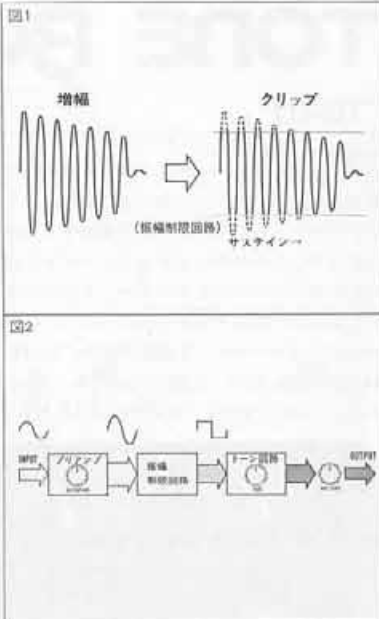 図1
増幅
クリップ
(振幅制限回路)
サステイン→
図2
INPUT
プリアンプ
振幅
制限回路
トーン回路
OUTPUT